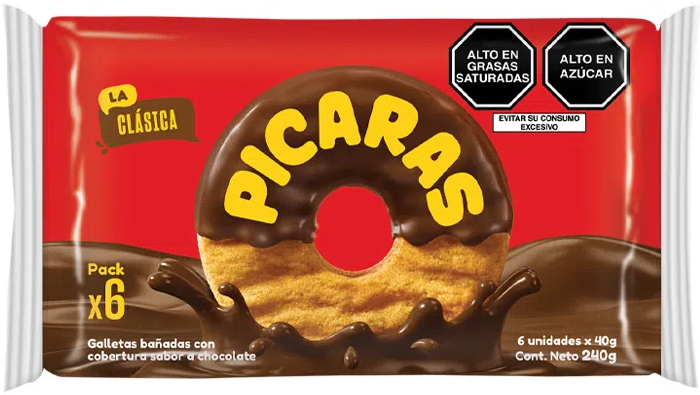 LA
CLÁSICA
PICARAS
ALTO EN
GRASAS
SATURADAS
ALTO EN
AZÚCAR
EVITAR SU CONSUMO
EXCESIVO
Pack
x6
Galletas bañadas con
cobertura sabor a chocolate
6 unidades x 40g
Cont. Neto 240g